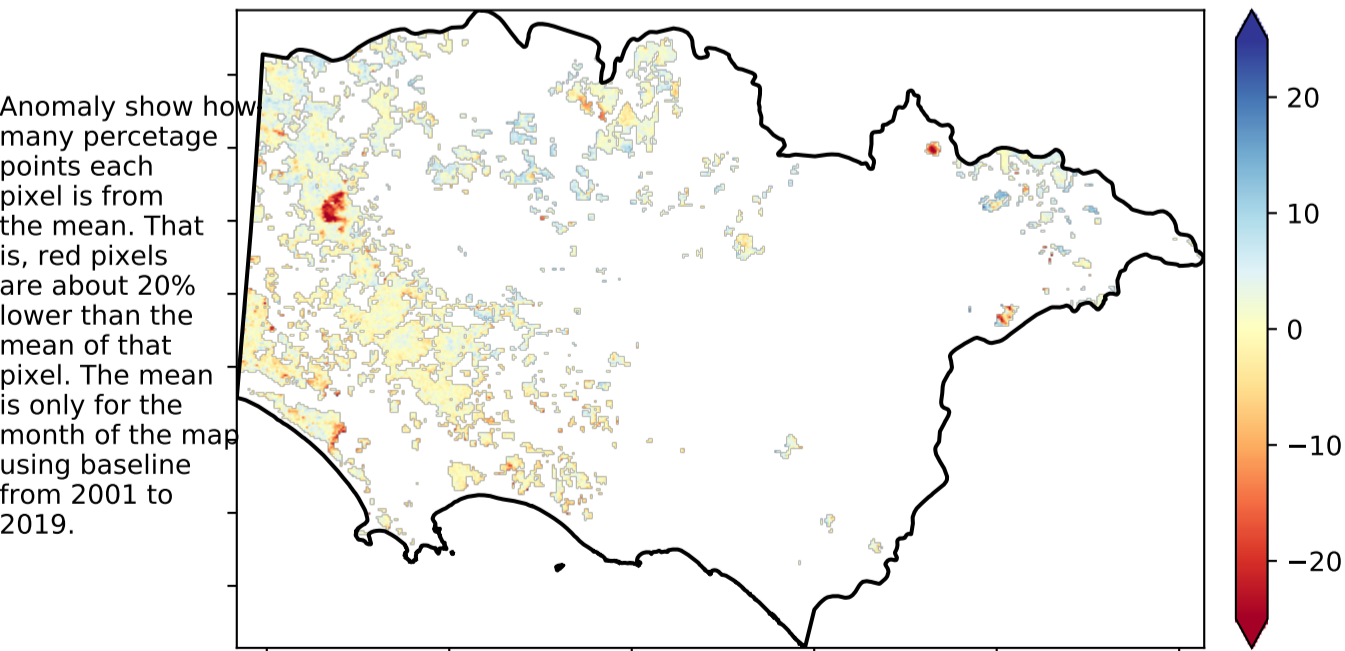 Anomaly show how
many percetage
points each
pixel is from
the mean. That
is, red pixels
are about 20%
lower than the
mean of that
pixel. The mean
is only for the
month of the map
using baseline
from 2001 to
2019.
20
10
0
−10
−20